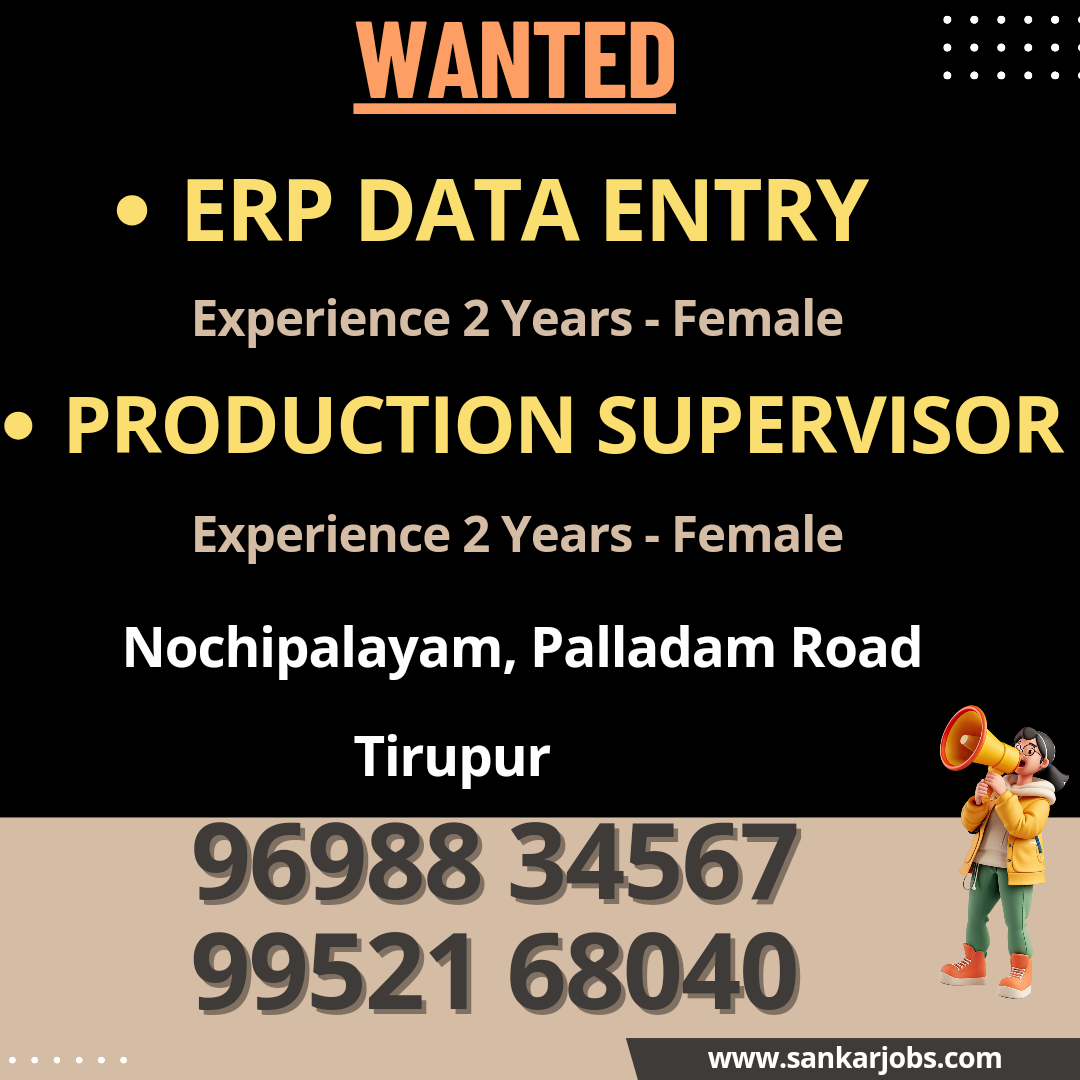 WANTED
• ERP DATA ENTRY
Experience 2 Years - Female
• PRODUCTION SUPERVISOR
Experience 2 Years - Female
Nochipalayam, Palladam Road
Tirupur
96988 34567
99521 68040
www.sankarjobs.com